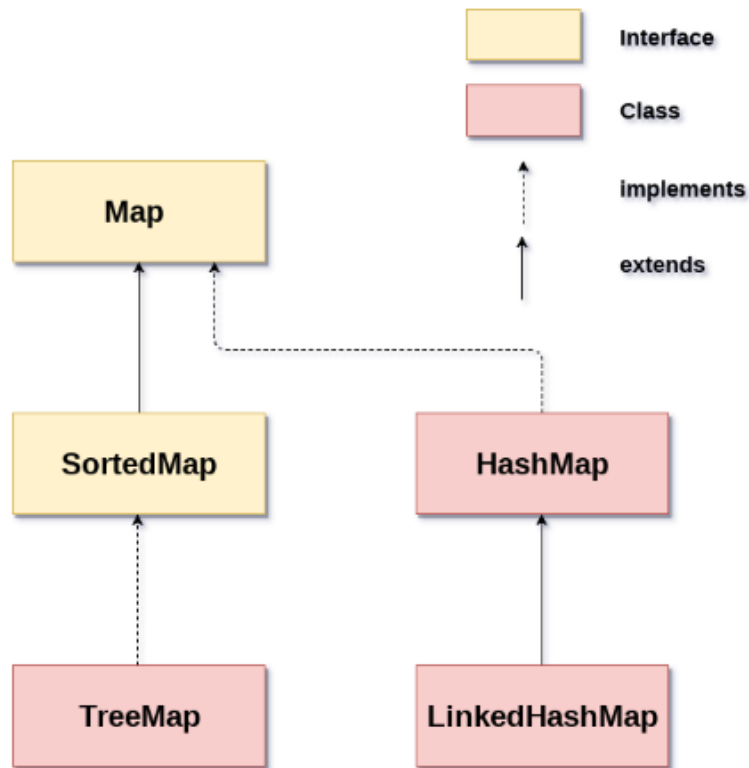 Interface
Class
implements
extends
Map
SortedMap
HashMap
TreeMap
LinkedHashMap